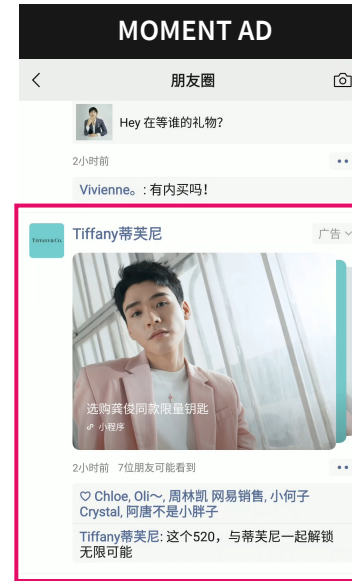 MOMENT AD
朋友圈
Hey 在等谁的礼物?
2小时前
Vivienne。: 有内买吗!
Tiffany蒂芙尼
广告
TIFFANY & CO.
选购龚俊同款限量钥匙
小程序
2小时前 7位朋友可能看到
Chloe, Oli～, 周林凯 网易销售, 小何子
Crystal, 阿唐不是小胖子
Tiffany蒂芙尼: 这个520，与蒂芙尼一起解锁
无限可能